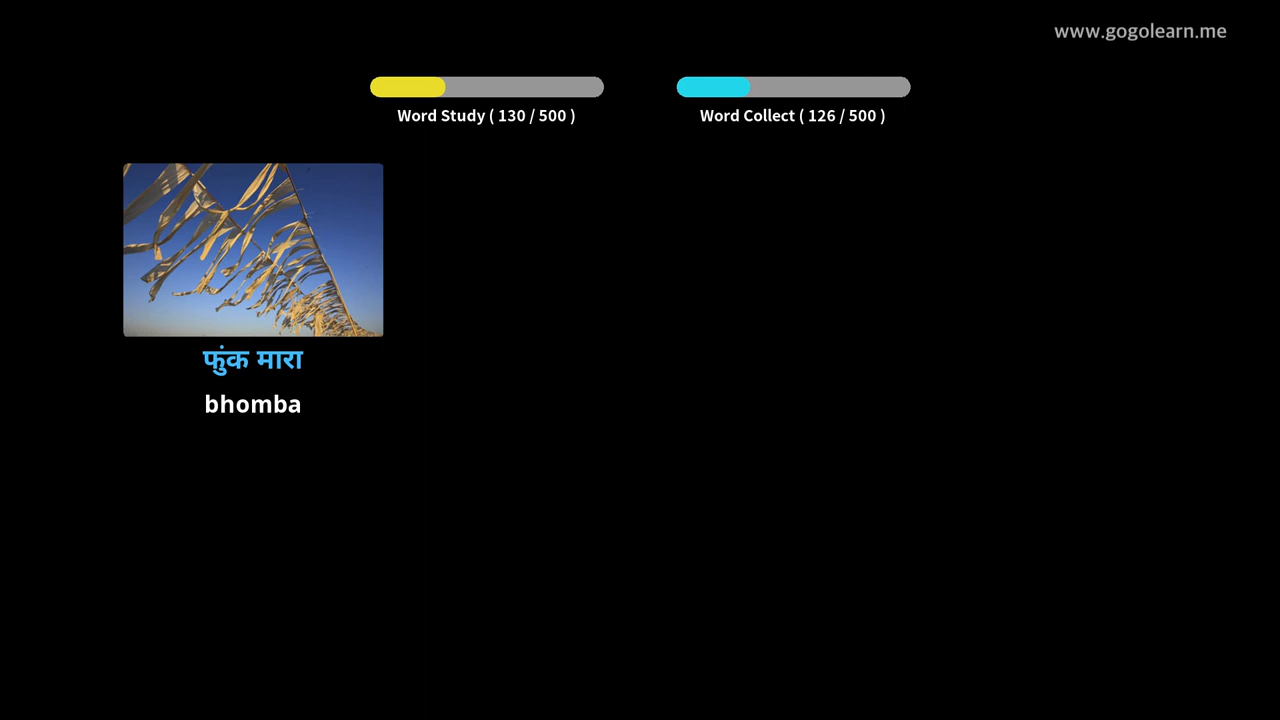 www.gogolearn.me
Word Study ( 130 / 500 )
Word Collect ( 126 / 500 )
फुंक मारा
bhomba